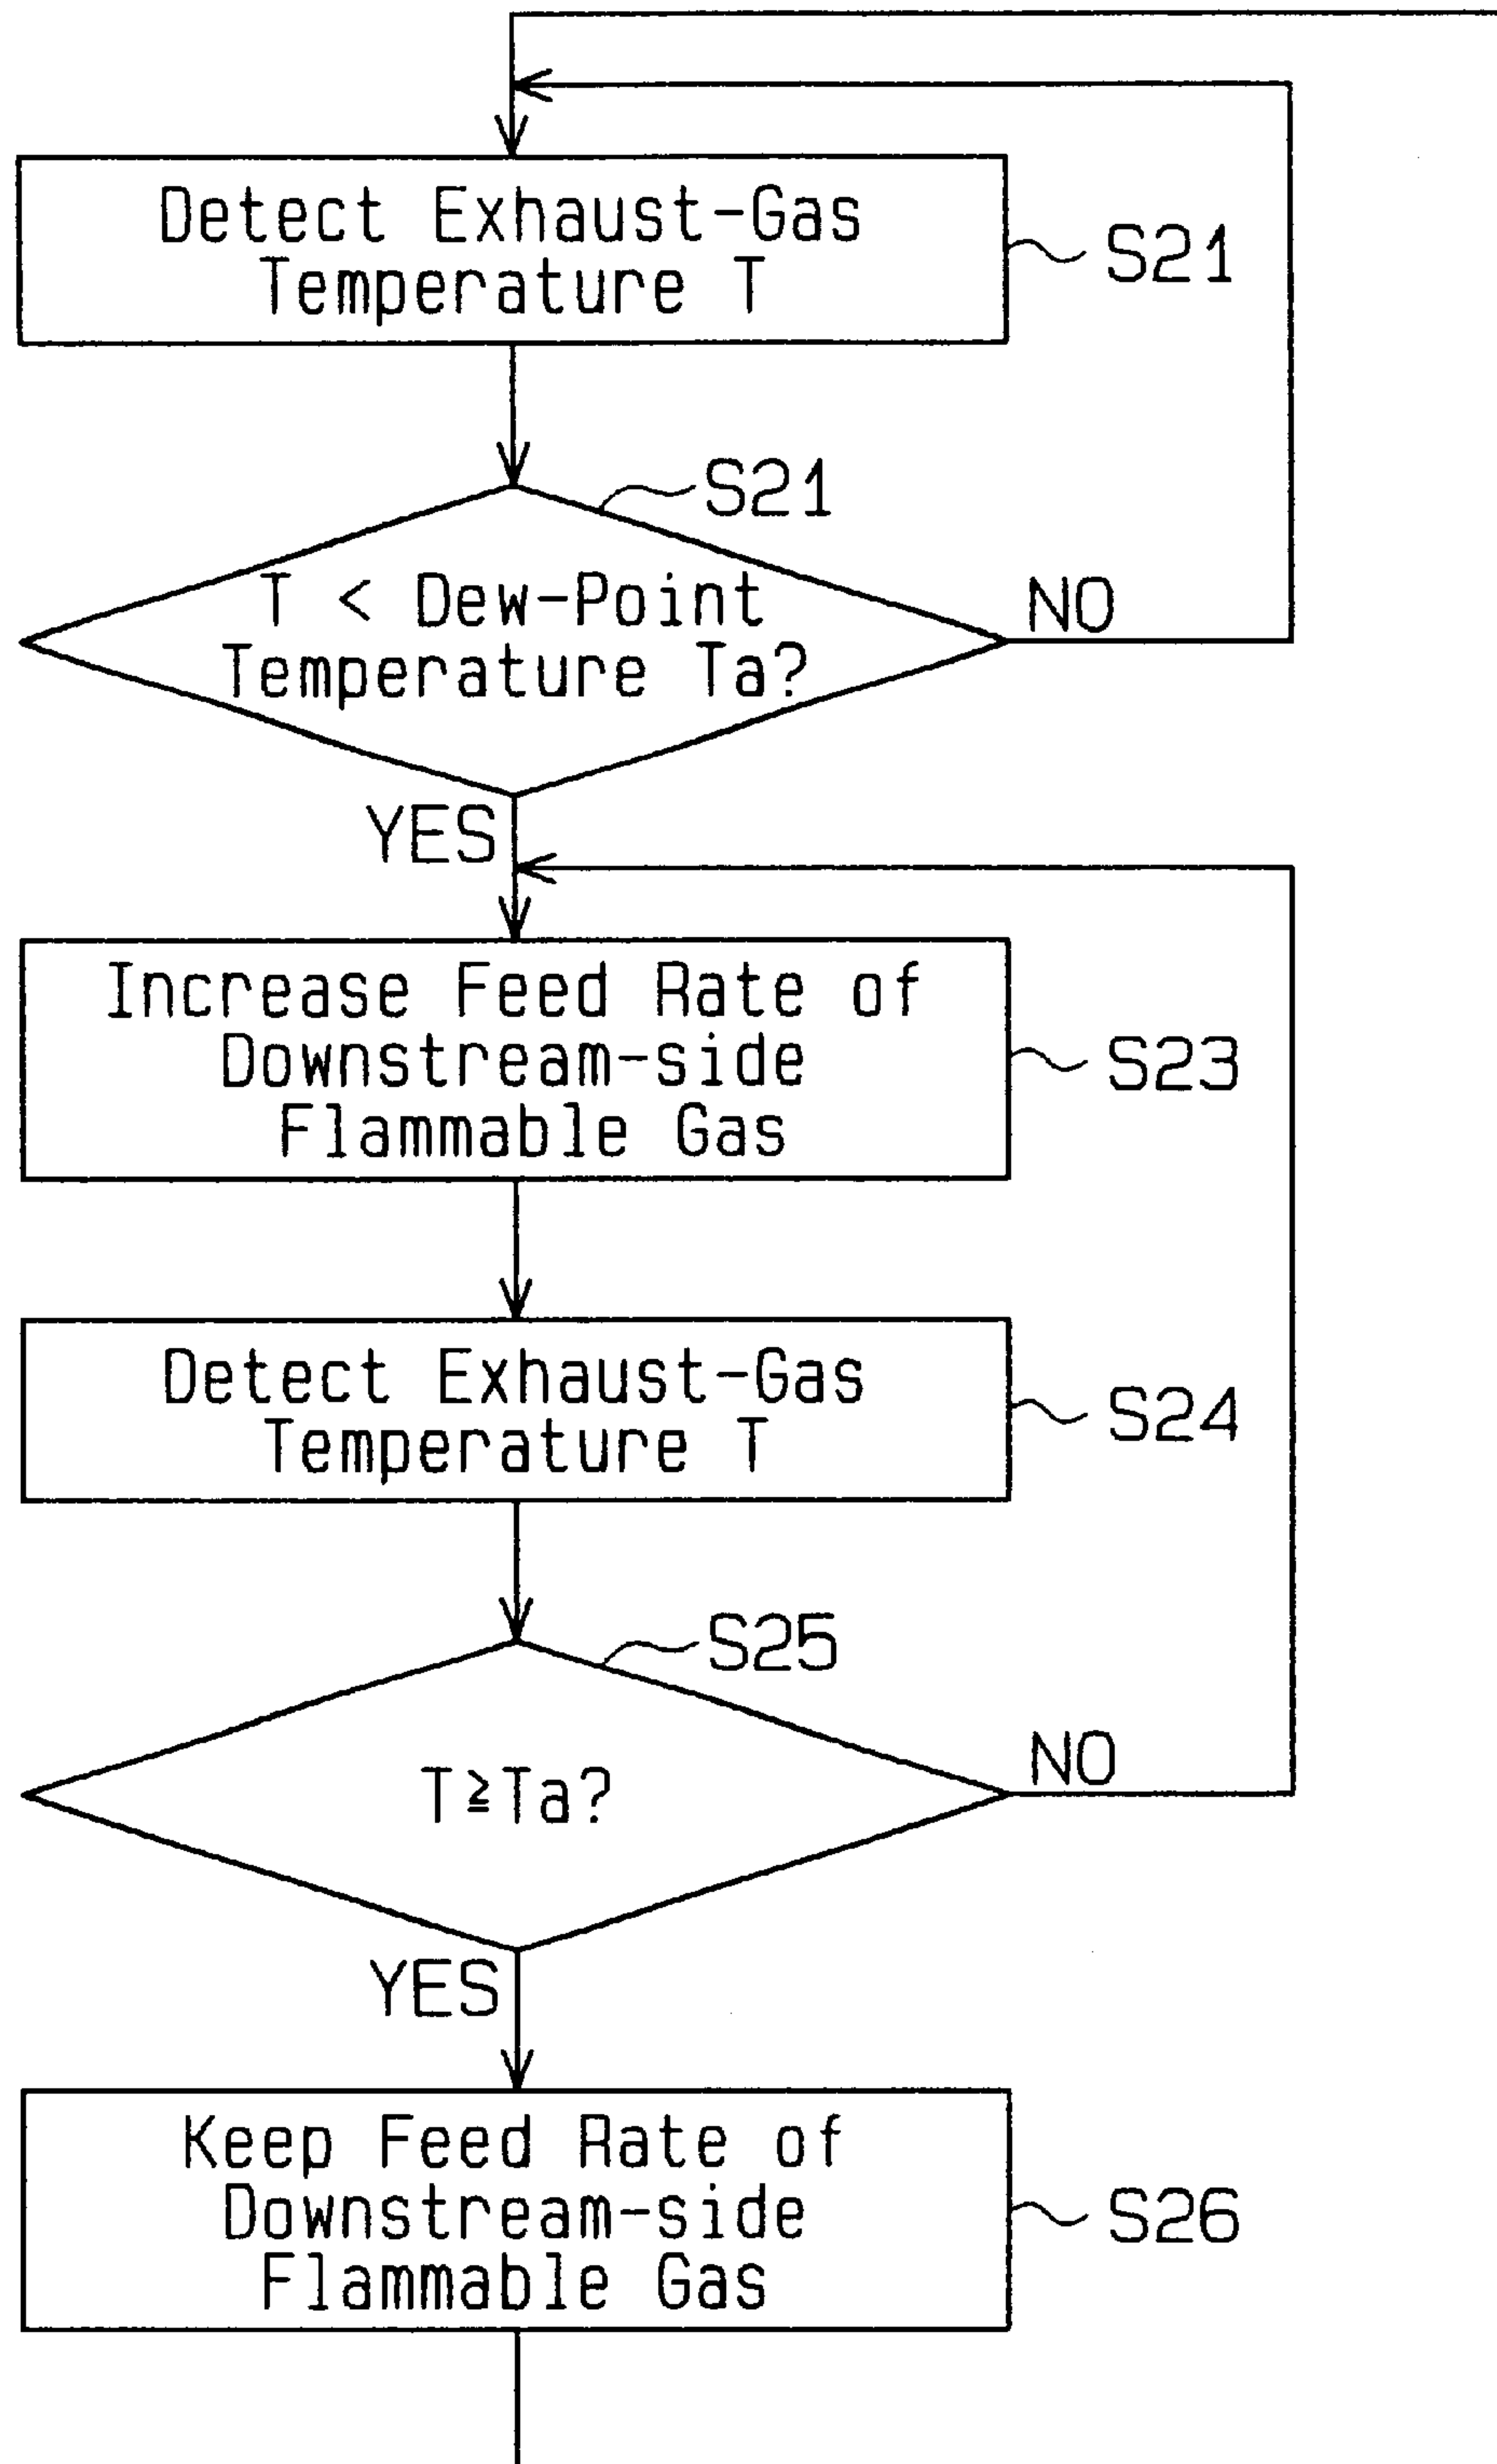 Detect Exhaust-Gas
Temperature T
S21
S21
T < Dew-Point
Temperature Ta?
NO
YES
Increase Feed Rate of
Downstream-side
Flammable Gas
S23
Detect Exhaust-Gas
Temperature T
S24
S25
T≧Ta?
NO
YES
Keep Feed Rate of
Downstream-side
Flammable Gas
S26